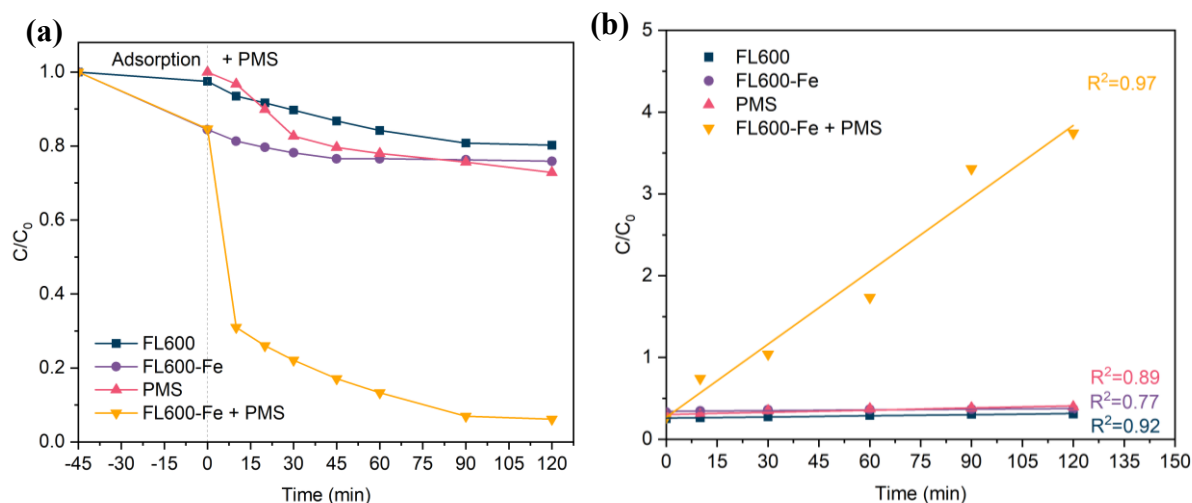 (a)
Adsorption + PMS
1.0
0.8
0.6
0.4
0.2
0.0
C/C₀
FL600
FL600-Fe
PMS
FL600-Fe + PMS
-45 -30 -15 0 15 30 45 60 75 90 105 120
Time (min)
(b)
5
4
3
2
1
0
C/C₀
FL600
FL600-Fe
PMS
FL600-Fe + PMS
R²=0.97
R²=0.89
R²=0.77
R²=0.92
0 15 30 45 60 75 90 105 120 135 150
Time (min)